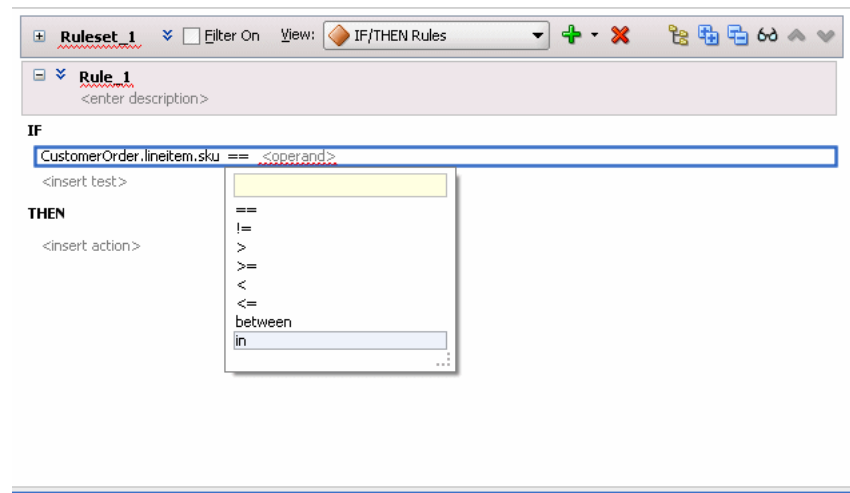 Ruleset_1 Filter On View: IF/THEN Rules
Rule_1
<enter description>
IF
CustomerOrder.lineitem.sku == <operand>
<insert test>
==
!=
>
>=
<
<=
between
in
THEN
<insert action>